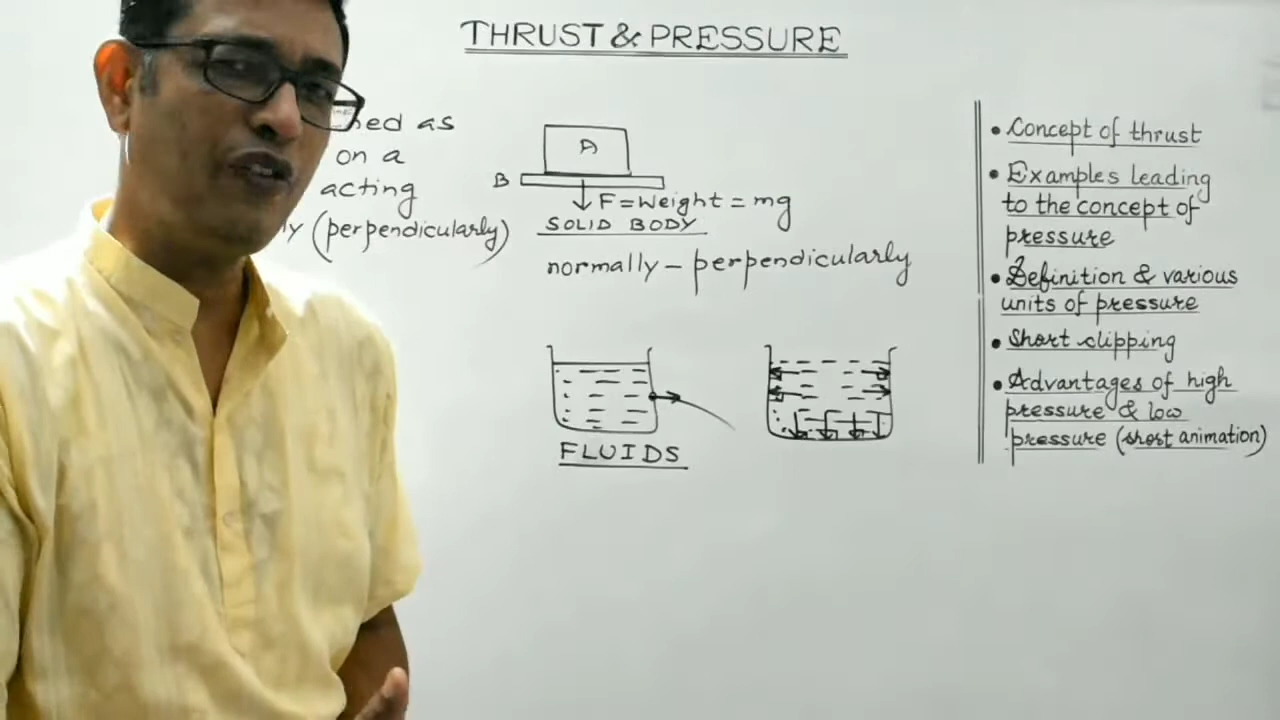 THRUST & PRESSURE
as
on a
acting
(perpendicularly)
A
B
F = Weight = mg
SOLID BODY
normally – perpendicularly
FLUIDS
• Concept of thrust
• Examples leading
to the concept of
pressure
• Definition & various
units of pressure
• Short clipping
• Advantages of high
pressure & low
pressure (short animation)